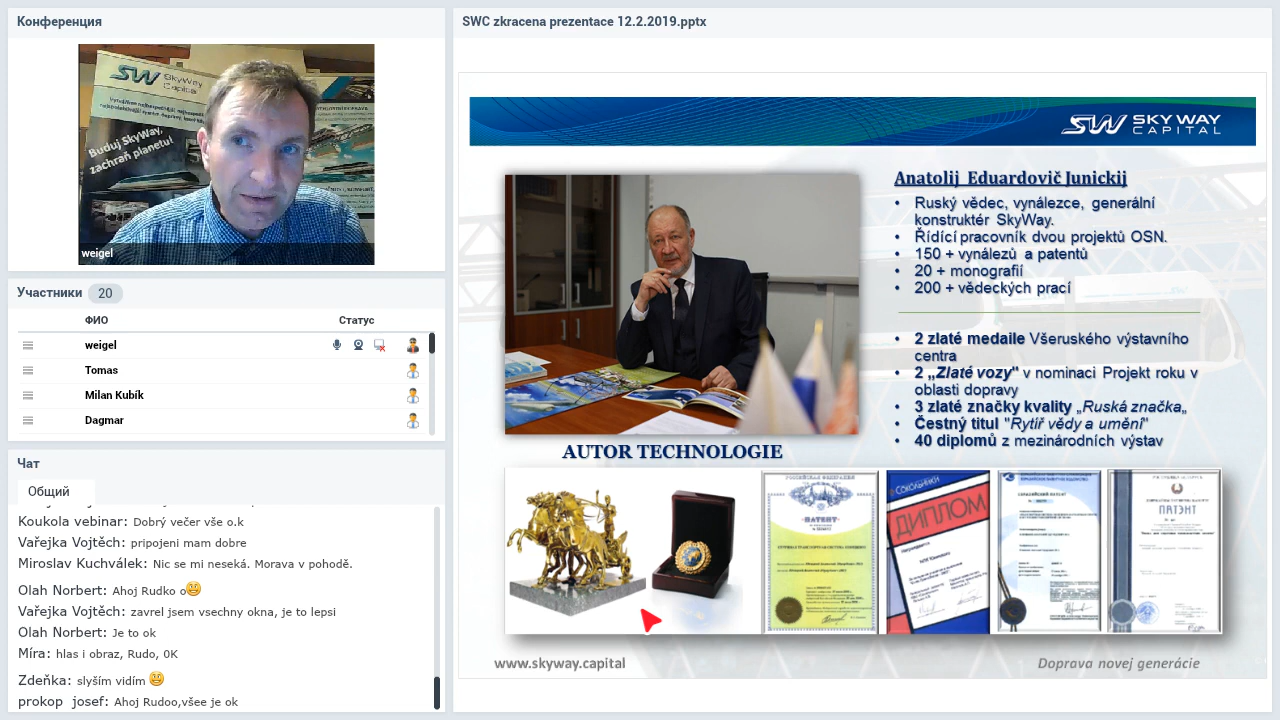 Конференция
SW SkyWay
Capital
Buduj SkyWay,
zachraň planetu!
weigel
Участники 20
ФИО Статус
weigel
Tomas
Milan Kubík
Dagmar
Чат
Общий
Koukola vebinar: Dobrý večer vše o.k
Vařejka Vojtěch: pripojeni mam dobre
Miroslav Kuchválek: Nic se mi neseká. Morava v pohodě.
Olah Norbert: Rudko o
Vařejka Vojtěch: jsem vsechny okna, je to lepsi
Olah Norbert: Je to ok
Míra: hlas i obraz, Rudo, 0K
Zdeňka: slyším vidím
prokop josef: Ahoj Rudoo,všee je ok
SWC zkracena prezentace 12.2.2019.pptx
SW SKY WAY
CAPITAL
Anatolij Eduardovič Junickij
• Ruský vědec, vynálezce, generální
konstruktér SkyWay.
• Řídící pracovník dvou projektů OSN.
• 150 + vynálezů a patentů
• 20 + monografií
• 200 + vědeckých prací
• 2 zlaté medaile Všeruského výstavního
centra
• 2 „Zlaté vozy" v nominaci Projekt roku v
oblasti dopravy
• 3 zlaté značky kvality „Ruská značka„
• Čestný titul "Rytíř vědy a umění"
• 40 diplomů z mezinárodních výstav
AUTOR TECHNOLOGIE
ПАТЕНТ
СОКОЛЬНИКИ
ДИПЛОМ
ПАТЭНТ
www.skyway.capital
Doprava novej generácie